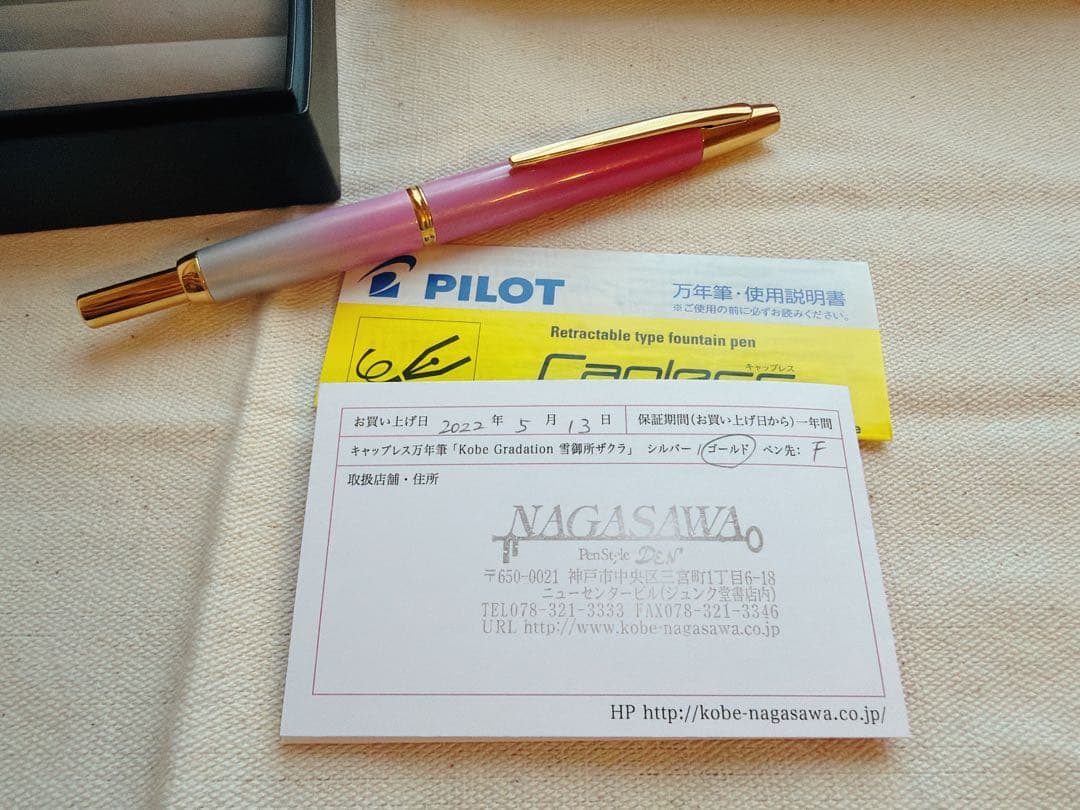 PILOT
万年筆・使用説明書
※ご使用の前に必ずお読みください。
Retractable type fountain pen
キャップレス
Capless
お買い上げ日 2022 年 5 月 13 日 保証期間(お買い上げ日から)一年間
キャップレス万年筆「Kobe Gradation 雪御所ザクラ」 シルバー / ゴールド ペン先: F
取扱店舗・住所
NAGASAWA
PenStyle DEN
〒650-0021 神戸市中央区三宮町1丁目6-18
ニューセンタービル(ジュンク堂書店内)
TEL078-321-3333 FAX078-321-3346
URL http://www.kobe-nagasawa.co.jp
HP http://kobe-nagasawa.co.jp/